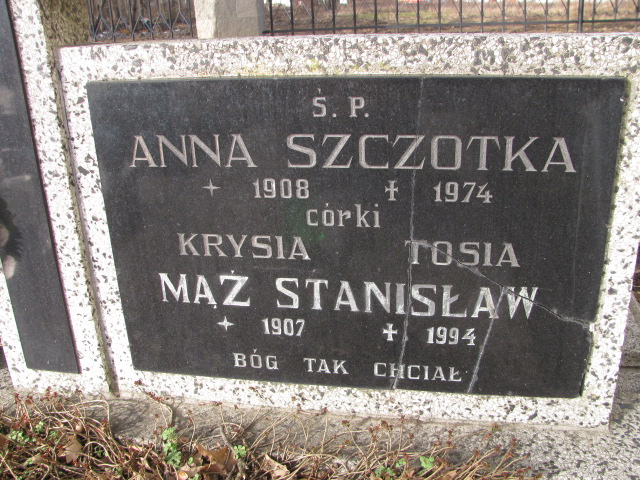 Ś. P.
ANNA SZCZOTKA
✦ 1908 ✝ 1974
córki
KRYSIA TOSIA
MĄŻ STANISŁAW
✦ 1907 ✝ 1994
BÓG TAK CHCIAŁ